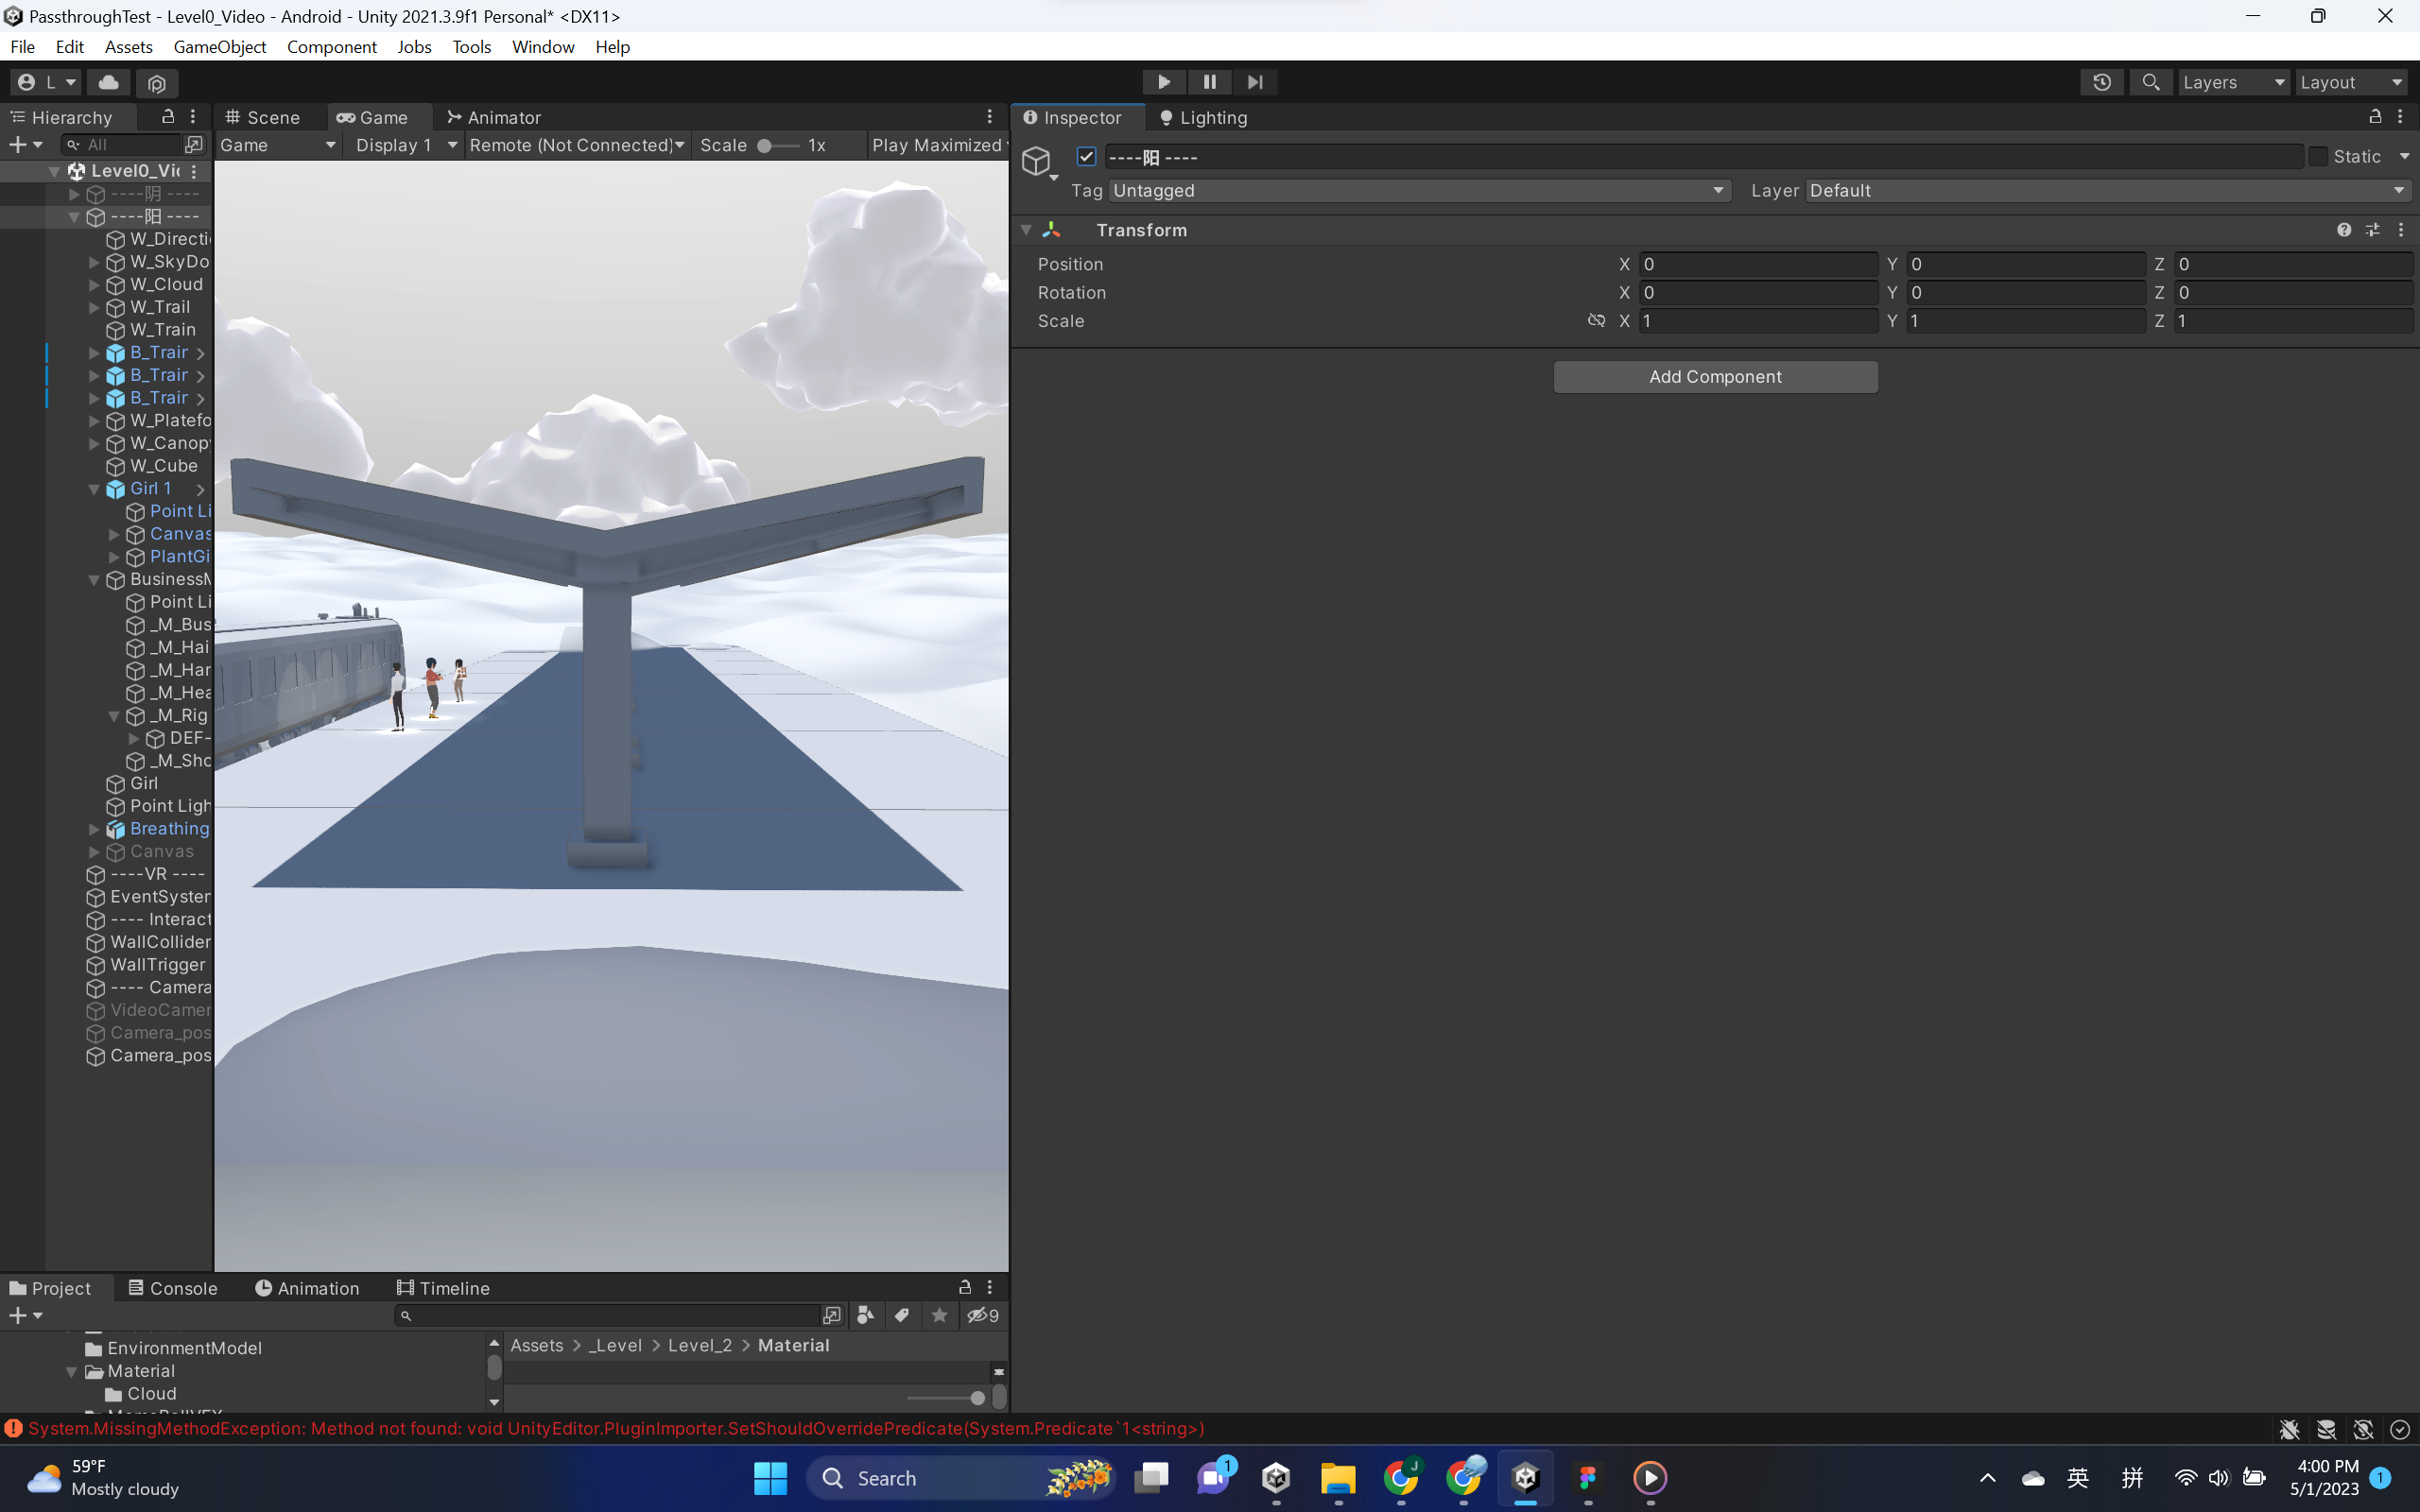 PassthroughTest - Level0_Video - Android - Unity 2021.3.9f1 Personal* <DX11>
File Edit Assets GameObject Component Jobs Tools Window Help
L Layers Layout
Hierarchy Scene Game Animator Inspector Lighting
All Game Display 1 Remote (Not Connected) Scale 1x Play Maximized
----阳 ---- Static
Tag Untagged Layer Default
Transform
Position X 0 Y 0 Z 0
Rotation X 0 Y 0 Z 0
Scale X 1 Y 1 Z 1
Add Component
Level0_Vi
----阴 ----
----阳 ----
W_Directi
W_SkyDo
W_Cloud
W_Trail
W_Train
B_Trair
B_Trair
B_Trair
W_Platefo
W_Canop
W_Cube
Girl 1
Point Li
Canvas
PlantGi
BusinessM
Point Li
_M_Bus
_M_Hai
_M_Har
_M_Hea
_M_Rig
DEF-
_M_Sho
Girl
Point Ligh
Breathing
Canvas
----VR ----
EventSyster
---- Interact
WallCollider
WallTrigger
---- Camera
VideoCamer
Camera_pos
Camera_pos
Project Console Animation Timeline
9
EnvironmentModel
Material
Cloud
Assets > _Level > Level_2 > Material
System.MissingMethodException: Method not found: void UnityEditor.PluginImporter.SetShouldOverridePredicate(System.Predicate`1<string>)
59°F
Mostly cloudy
Search
1
J
英
拼
4:00 PM
5/1/2023
1